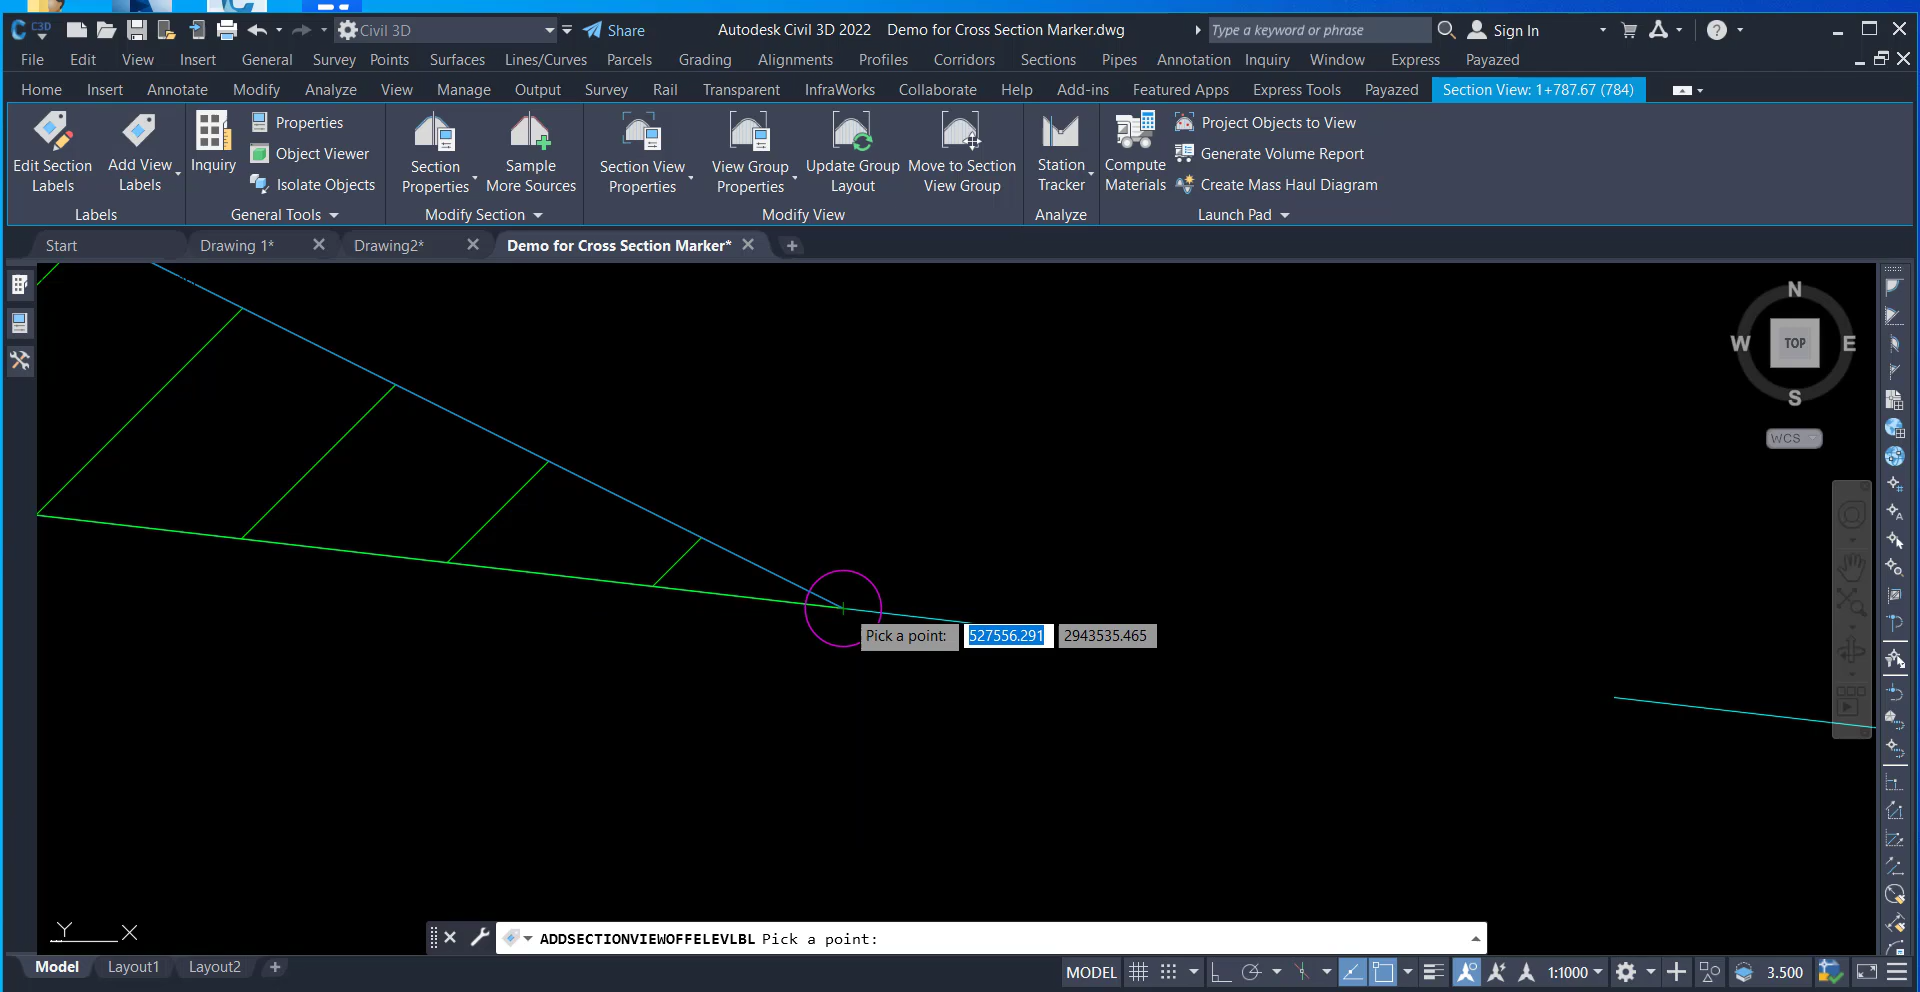 C3D
Civil 3D
Share
Autodesk Civil 3D 2022 Demo for Cross Section Marker.dwg
Type a keyword or phrase
Sign In
File Edit View Insert General Survey Points Surfaces Lines/Curves Parcels Grading Alignments Profiles Corridors Sections Pipes Annotation Inquiry Window Express Payazed
Home Insert Annotate Modify Analyze View Manage Output Survey Rail Transparent InfraWorks Collaborate Help Add-ins Featured Apps Express Tools Payazed Section View: 1+787.67 (784)
Edit Section
Labels
Add View
Labels
Labels
Inquiry
Properties
Object Viewer
Isolate Objects
General Tools
Section
Properties
Sample
More Sources
Modify Section
Section View
Properties
View Group
Properties
Update Group
Layout
Move to Section
View Group
Modify View
Station
Tracker
Analyze
Compute
Materials
Project Objects to View
Generate Volume Report
Create Mass Haul Diagram
Launch Pad
Start Drawing 1* Drawing2* Demo for Cross Section Marker*
N
W TOP E
S
WCS
Pick a point: 527556.291 2943535.465
Y X
ADDSECTIONVIEWOFFELEVLBL Pick a point:
Model Layout1 Layout2
MODEL 1:1000 3.500